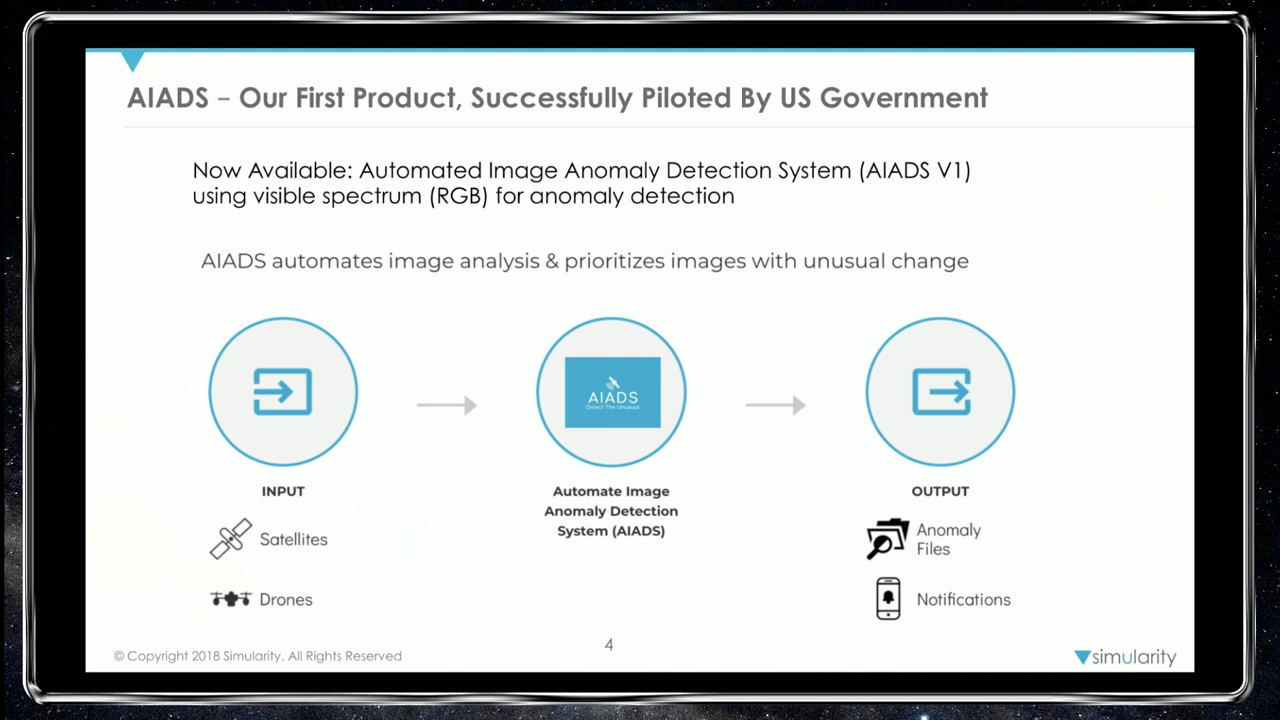 AIADS – Our First Product, Successfully Piloted By US Government
Now Available: Automated Image Anomaly Detection System (AIADS V1)
using visible spectrum (RGB) for anomaly detection
AIADS automates image analysis & prioritizes images with unusual change
AIADS
Detect The Unusual
INPUT
Satellites
Drones
Automate Image
Anomaly Detection
System (AIADS)
OUTPUT
Anomaly
Files
Notifications
© Copyright 2018 Simularity. All Rights Reserved
4
simularity